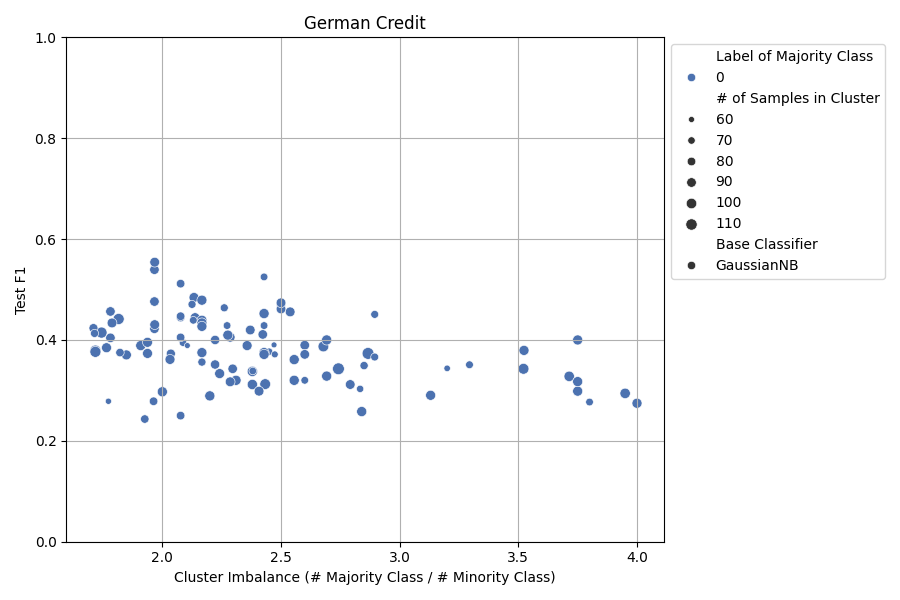 German Credit
Test F1
1.0
0.8
0.6
0.4
0.2
0.0
2.0
2.5
3.0
3.5
4.0
Cluster Imbalance (# Majority Class / # Minority Class)
Label of Majority Class
0
# of Samples in Cluster
60
70
80
90
100
110
Base Classifier
GaussianNB